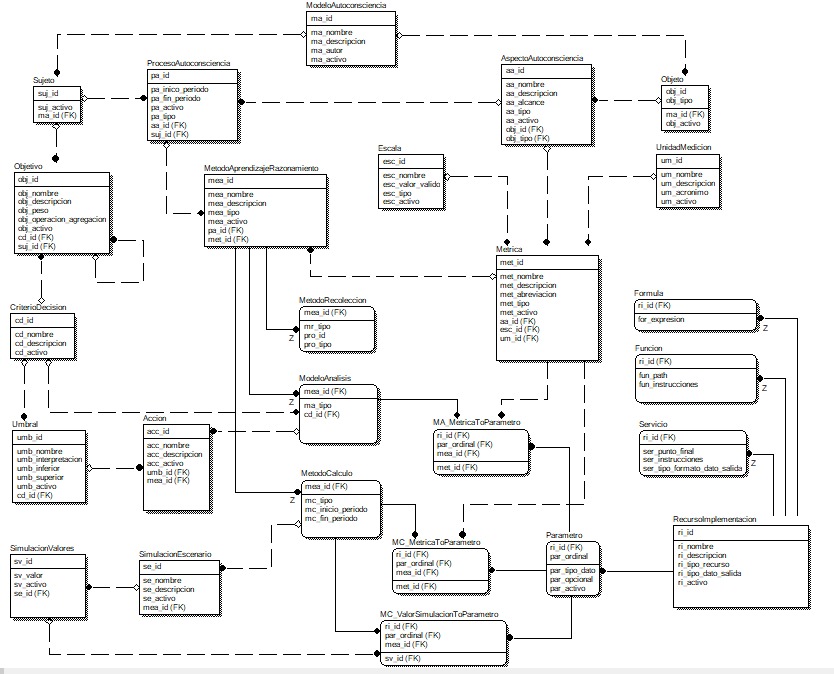 ModeloAutoconsciencia
ma_id
ma_nombre
ma_descripcion
ma_autor
ma_activo
ProcesoAutoconsciencia
pa_id
pa_inico_periodo
pa_fin_periodo
pa_activo
pa_tipo
aa_id (FK)
suj_id (FK)
AspectoAutoconsciencia
aa_id
aa_nombre
aa_descripcion
aa_alcance
aa_tipo
aa_activo
obj_id (FK)
obj_tipo (FK)
Sujeto
suj_id
suj_activo
ma_id (FK)
Objeto
obj_id
obj_tipo
ma_id (FK)
obj_activo
Escala
esc_id
esc_nombre
esc_valor_valido
esc_tipo
esc_activo
UnidadMedicion
um_id
um_nombre
um_descripcion
um_acronimo
um_activo
Objetivo
obj_id
obj_nombre
obj_descripcion
obj_peso
obj_operacion_agregacion
obj_activo
cd_id (FK)
suj_id (FK)
MetodoAprendizajeRazonamiento
mea_id
mea_nombre
mea_descripcion
mea_tipo
mea_activo
pa_id (FK)
met_id (FK)
Metrica
met_id
met_nombre
met_descripcion
met_abreviacion
met_tipo
met_activo
aa_id (FK)
esc_id (FK)
um_id (FK)
CriterioDecision
cd_id
cd_nombre
cd_descripcion
cd_activo
MetodoRecoleccion
mea_id (FK)
mr_tipo
pro_id
pro_tipo
Z
Formula
ri_id (FK)
for_expresion
Z
Funcion
ri_id (FK)
fun_path
fun_instrucciones
Z
ModeloAnalisis
mea_id (FK)
ma_tipo
cd_id (FK)
Z
Umbral
umb_id
umb_nombre
umb_interpretacion
umb_inferior
umb_superior
umb_activo
cd_id (FK)
Accion
acc_id
acc_nombre
acc_descripcion
acc_activo
umb_id (FK)
mea_id (FK)
MA_MetricaToParametro
ri_id (FK)
par_ordinal (FK)
mea_id (FK)
met_id (FK)
Servicio
ri_id (FK)
ser_punto_final
ser_instrucciones
ser_tipo_formato_dato_salida
Z
MetodoCalculo
mea_id (FK)
mc_tipo
mc_inicio_periodo
mc_fin_periodo
Z
MC_MetricaToParametro
ri_id (FK)
par_ordinal (FK)
mea_id (FK)
met_id (FK)
Parametro
ri_id (FK)
par_ordinal
par_tipo_dato
par_opcional
par_activo
RecursoImplementacion
ri_id
ri_nombre
ri_descripcion
ri_tipo_recurso
ri_tipo_dato_salida
ri_activo
SimulacionValores
sv_id
sv_valor
sv_activo
se_id (FK)
SimulacionEscenario
se_id
se_nombre
se_descripcion
se_activo
mea_id (FK)
MC_ValorSimulacionToParametro
ri_id (FK)
par_ordinal (FK)
mea_id (FK)
sv_id (FK)